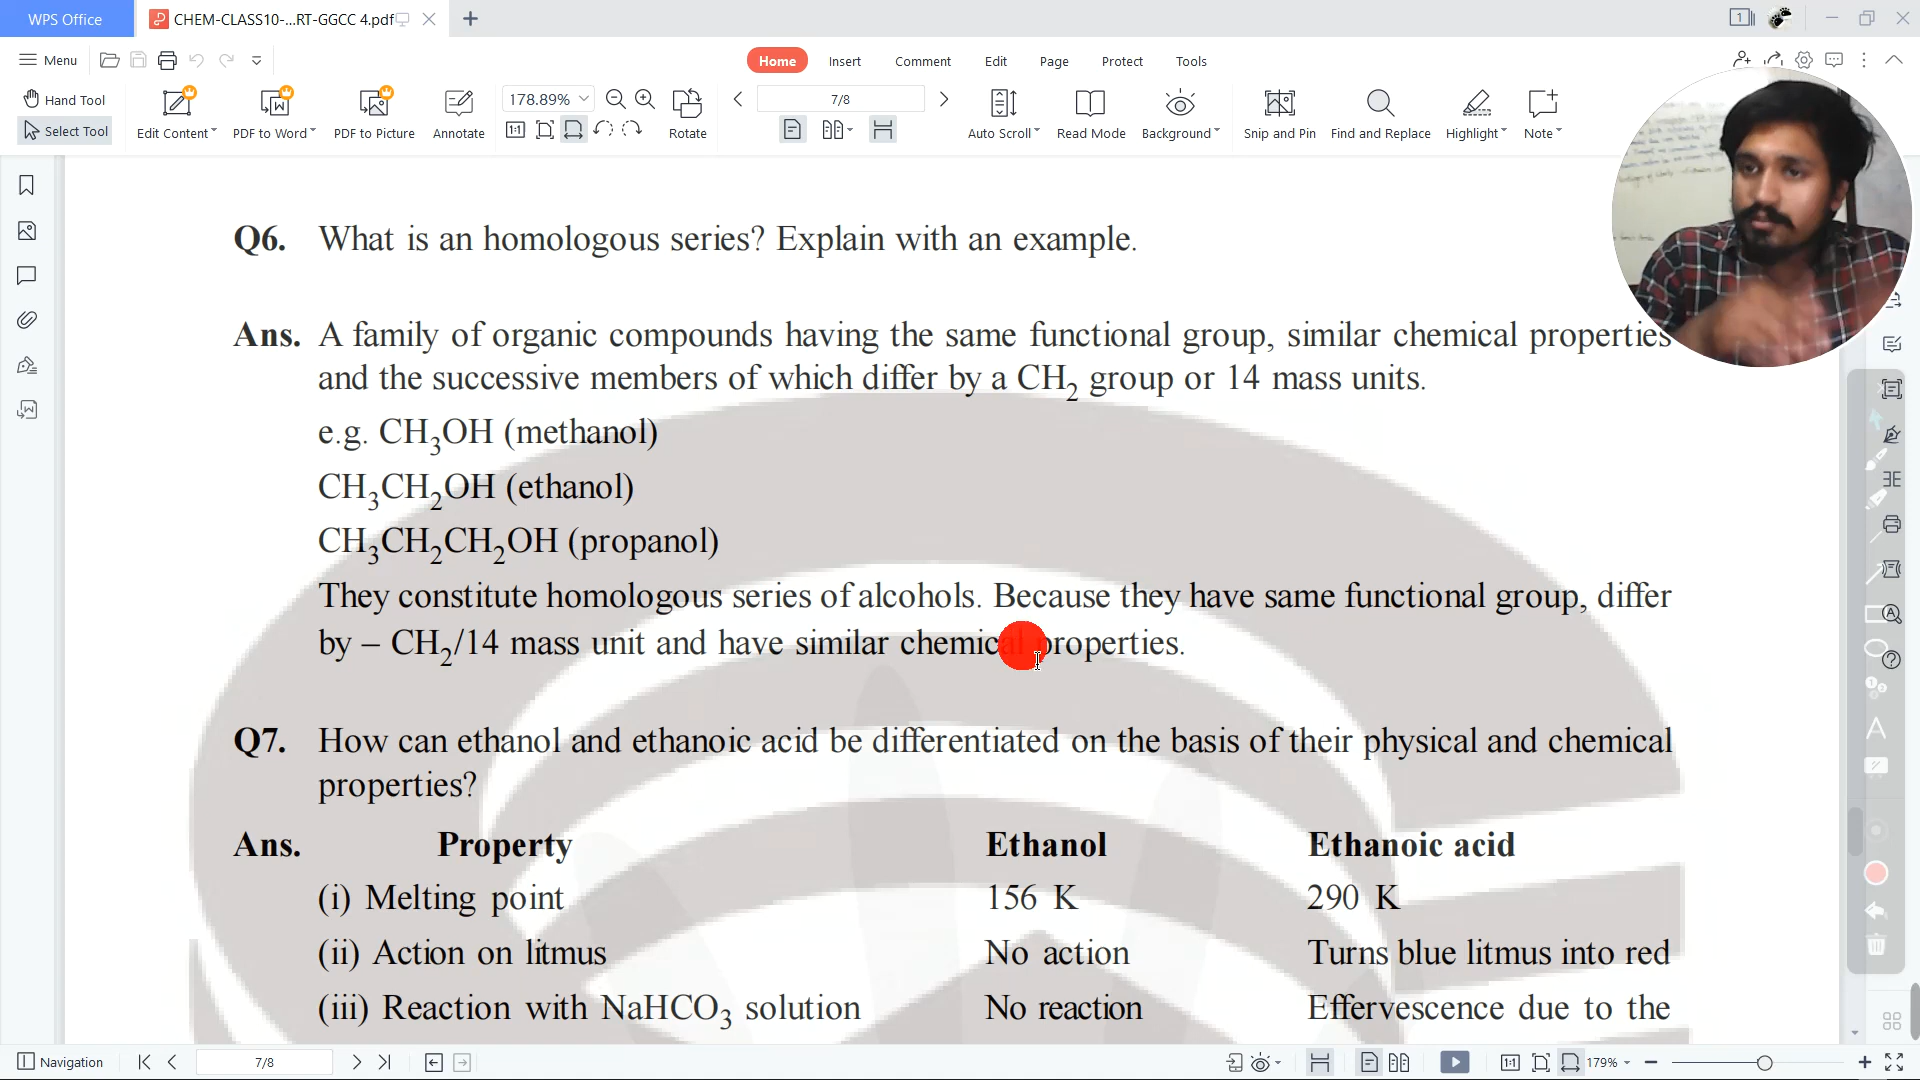 WPS Office
CHEM-CLASS10-...RT-GGCC 4.pdf
Menu
Home
Insert
Comment
Edit
Page
Protect
Tools
Hand Tool
Select Tool
Edit Content
PDF to Word
PDF to Picture
Annotate
178.89%
Rotate
7/8
Auto Scroll
Read Mode
Background
Snip and Pin
Find and Replace
Highlight
Note
Q6. What is an homologous series? Explain with an example.
Ans. A family of organic compounds having the same functional group, similar chemical properties
and the successive members of which differ by a CH2 group or 14 mass units.
e.g. CH3OH (methanol)
CH3CH2OH (ethanol)
CH3CH2CH2OH (propanol)
They constitute homologous series of alcohols. Because they have same functional group, differ
by – CH2/14 mass unit and have similar chemical properties.
Q7. How can ethanol and ethanoic acid be differentiated on the basis of their physical and chemical
properties?
Ans. Property Ethanol Ethanoic acid
(i) Melting point 156 K 290 K
(ii) Action on litmus No action Turns blue litmus into red
(iii) Reaction with NaHCO3 solution No reaction Effervescence due to the
Navigation
7/8
179%